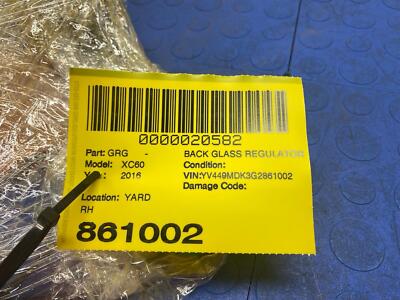 0000020582
Part: GRG - BACK GLASS REGULATOR
Model: XC60 Condition:
2016 VIN:YV449MDK3G2861002
Damage Code:
Location: YARD
RH
861002